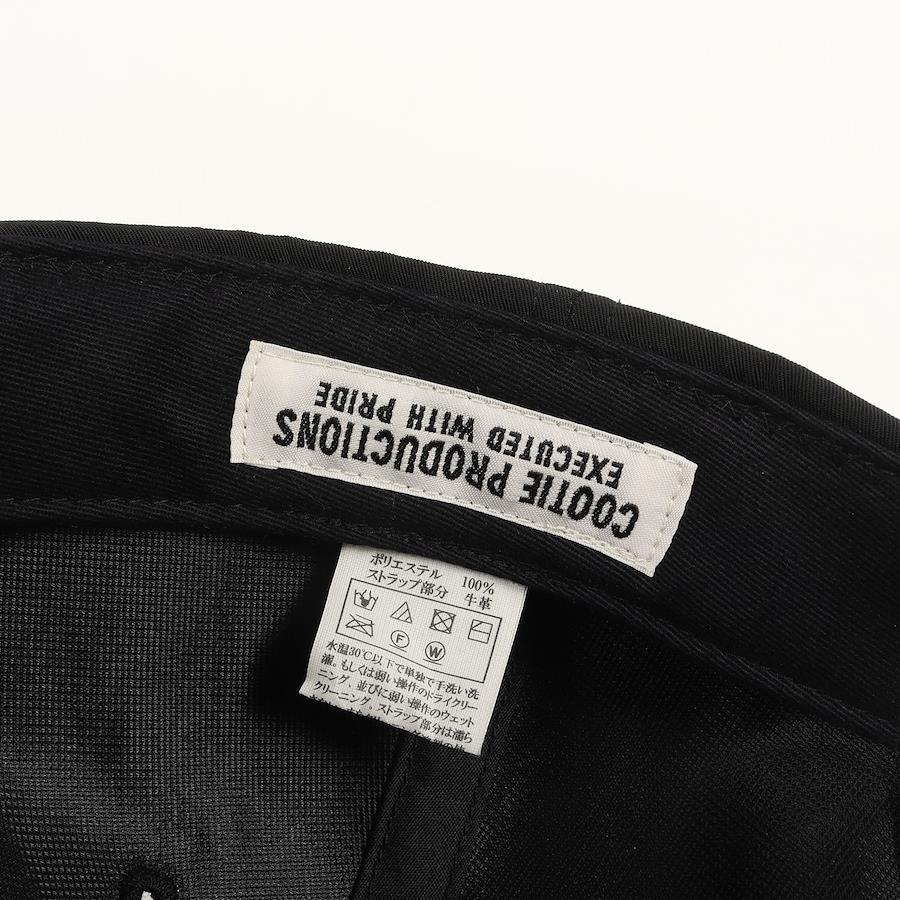 COOTIE PRODUCTIONS
EXECUTED WITH PRIDE
ポリエステル 100%
ストラップ部分 牛革
F W
水温30℃以下で単独で手洗い洗
濯。もしくは弱い操作のドライクリー
ニング、並びに弱い操作のウェット
クリーニング。ストラップ部分は濡ら